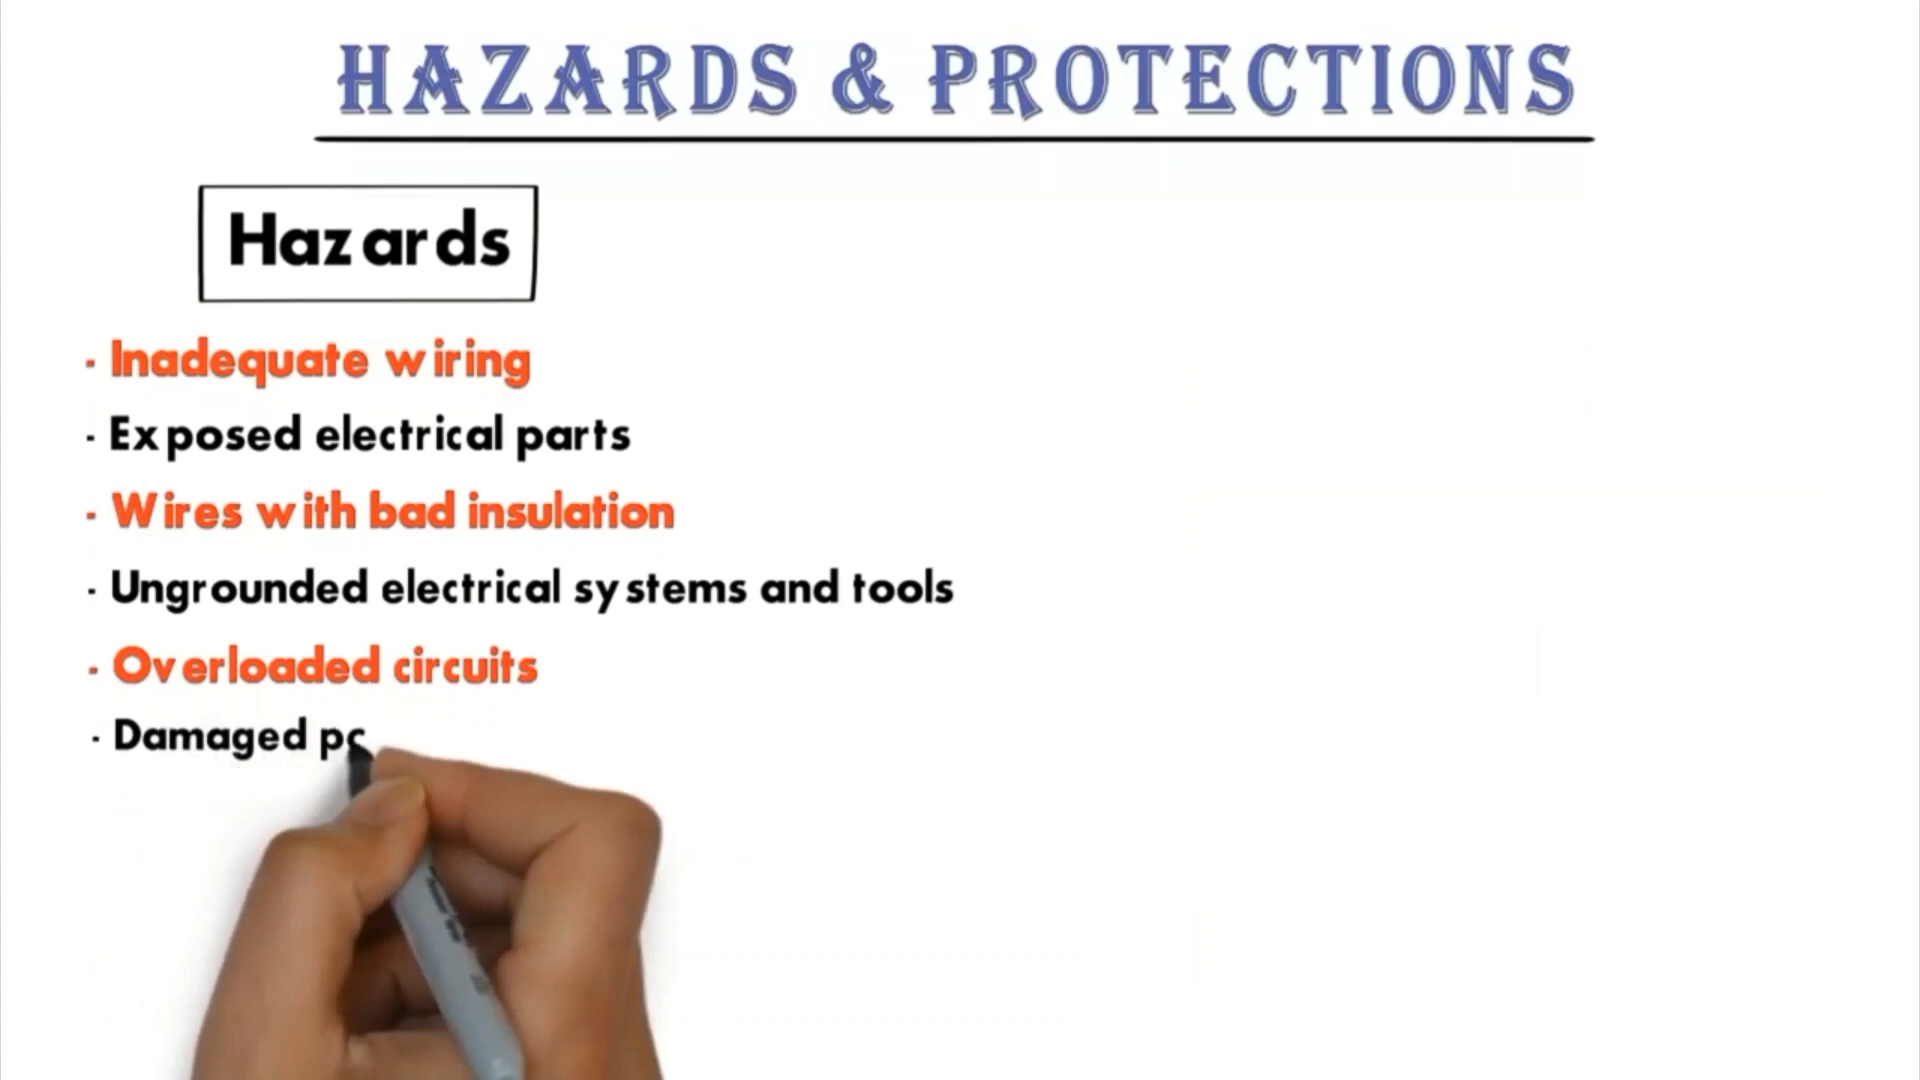 HAZARDS & PROTECTIONS
Hazards
- Inadequate wiring
- Exposed electrical parts
- Wires with bad insulation
- Ungrounded electrical systems and tools
- Overloaded circuits
- Damaged